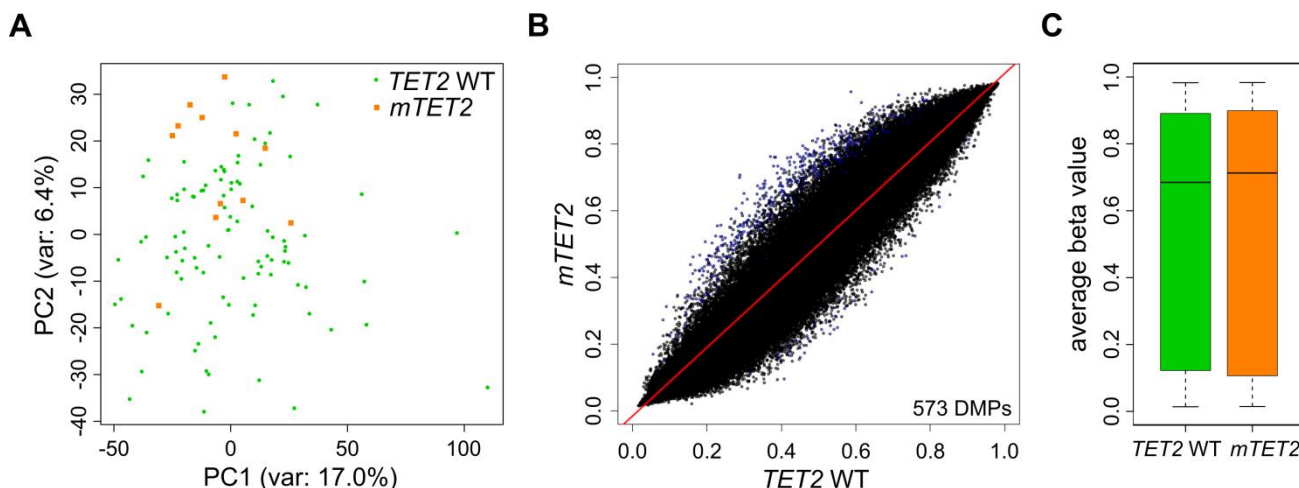 A
PC2 (var: 6.4%)
30
20
10
0
-10
-20
-30
-40
-50
0
50
100
PC1 (var: 17.0%)
TET2 WT
mTET2
B
mTET2
1.0
0.8
0.6
0.4
0.2
0.0
0.0
0.2
0.4
0.6
0.8
1.0
TET2 WT
573 DMPs
C
average beta value
1.0
0.8
0.6
0.4
0.2
0.0
TET2 WT
mTET2